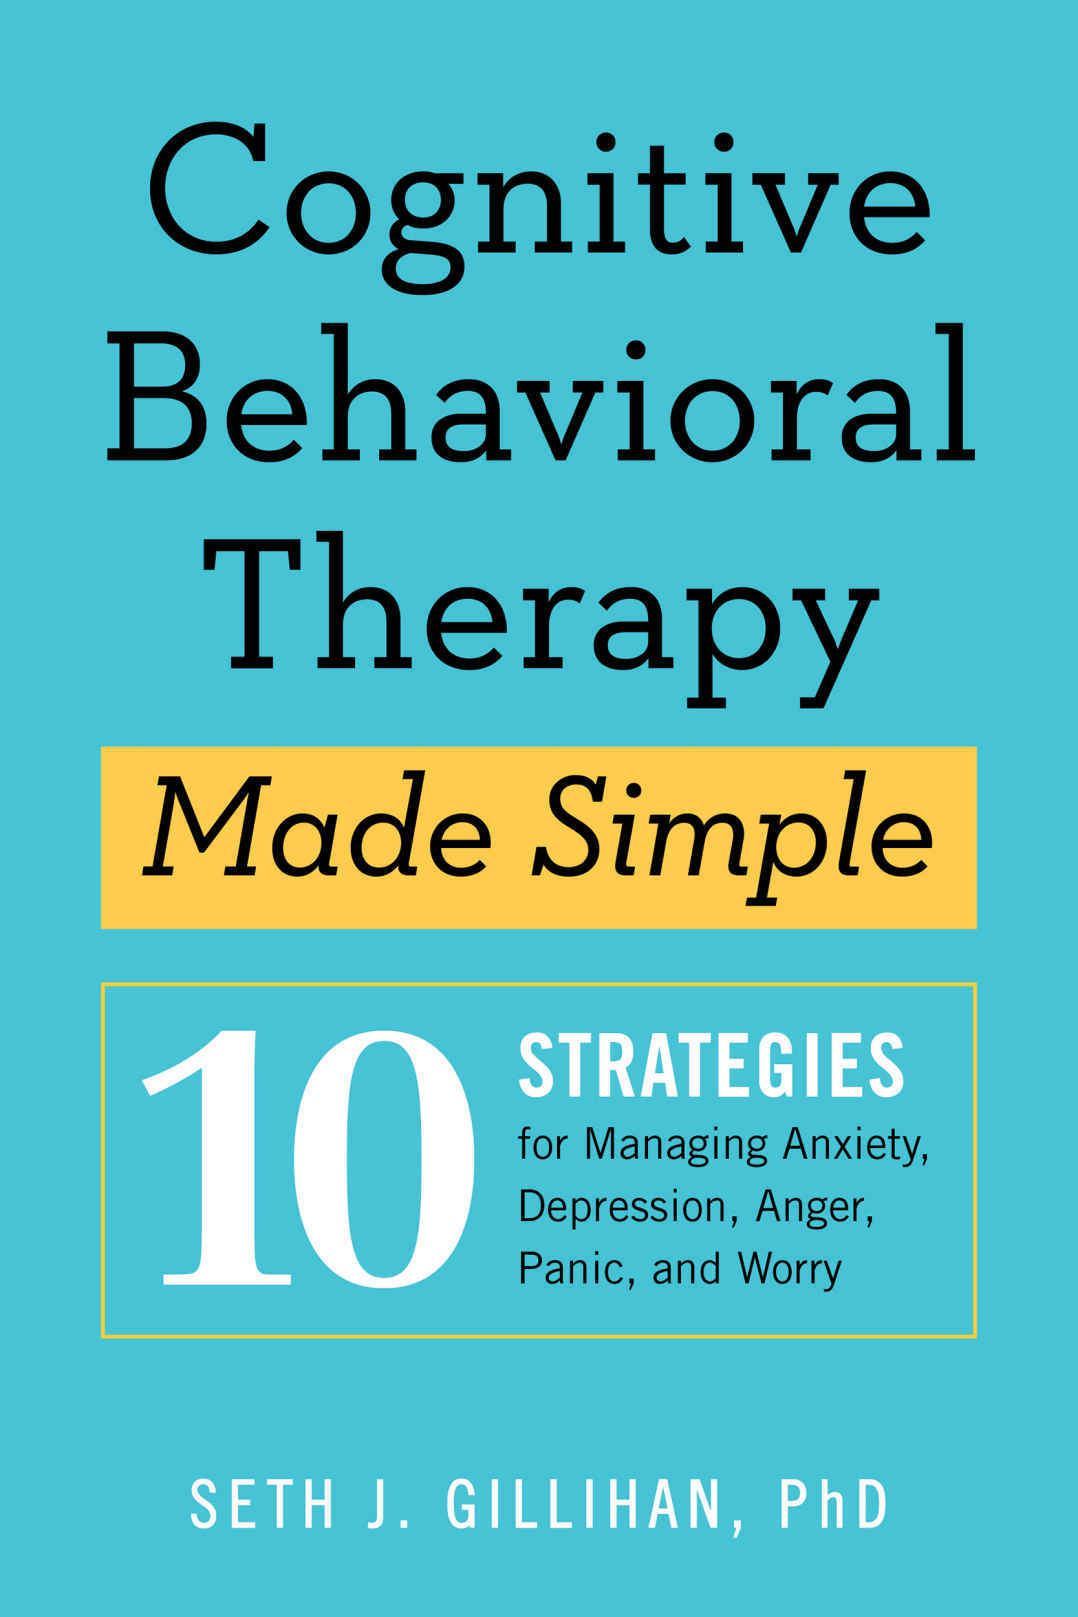 Cognitive
Behavioral
Therapy
Made Simple
10
STRATEGIES
for Managing Anxiety,
Depression, Anger,
Panic, and Worry
SETH J. GILLIHAN, PhD